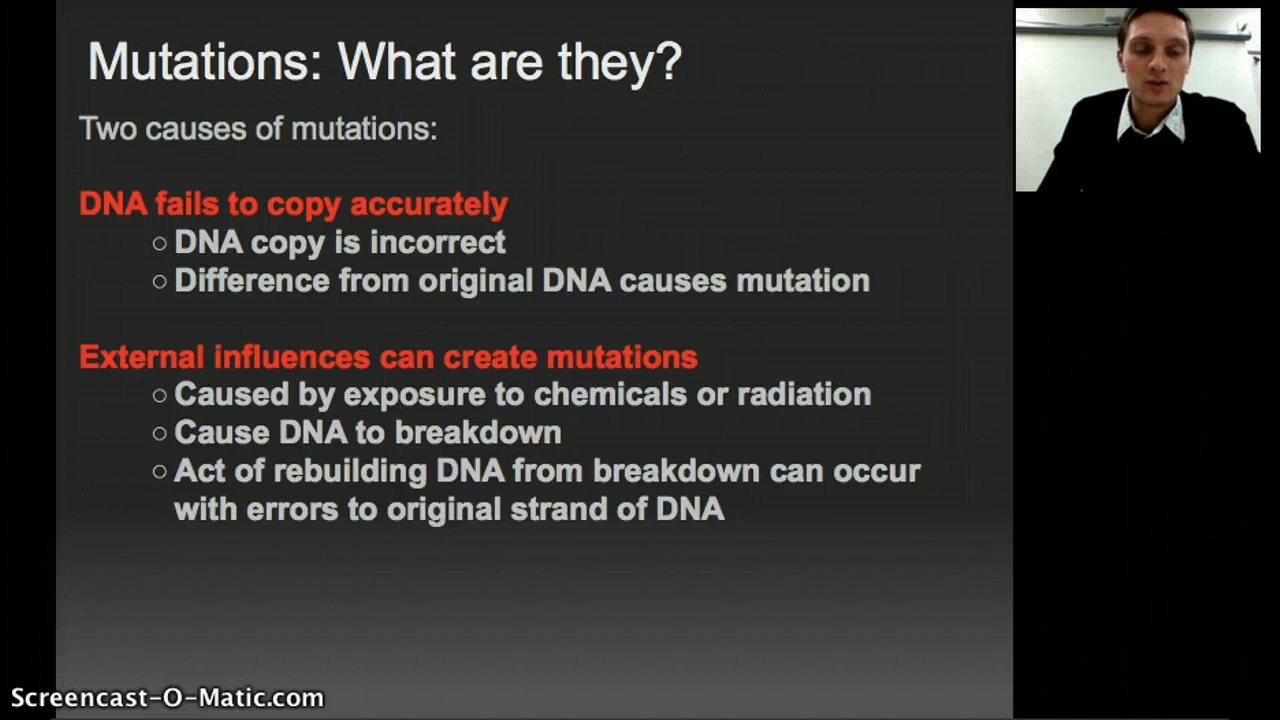 Mutations: What are they?
Two causes of mutations:
DNA fails to copy accurately
○ DNA copy is incorrect
○ Difference from original DNA causes mutation
External influences can create mutations
○ Caused by exposure to chemicals or radiation
○ Cause DNA to breakdown
○ Act of rebuilding DNA from breakdown can occur
with errors to original strand of DNA
Screencast-O-Matic.com